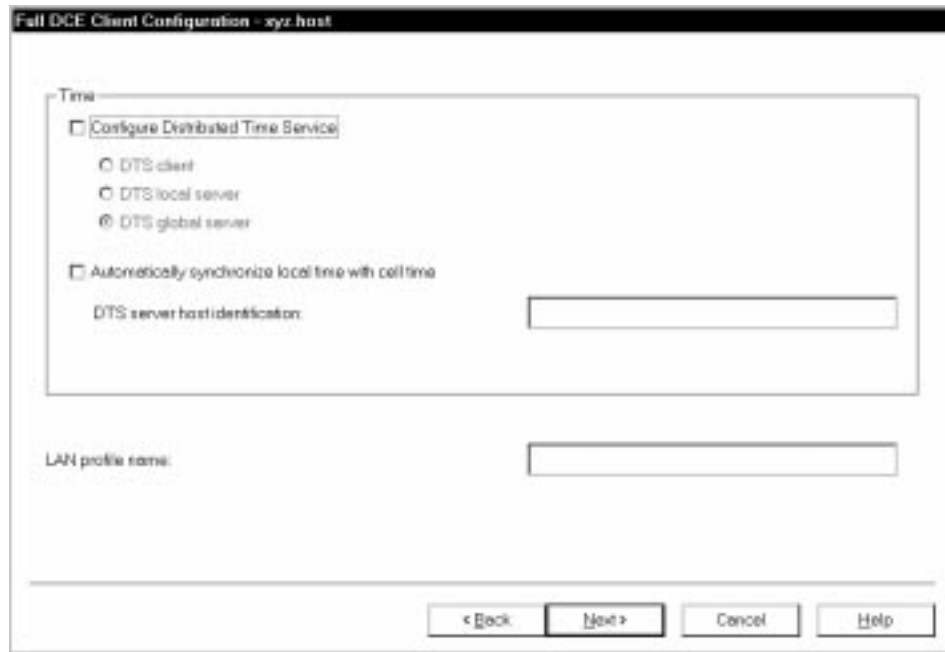 Full DCE Client Configuration - xyz.host
Time
Configure Distributed Time Service
DTS client
DTS local server
DTS global server
Automatically synchronize local time with cell time
DTS server host identification:
LAN profile name:
< Back Next > Cancel Help